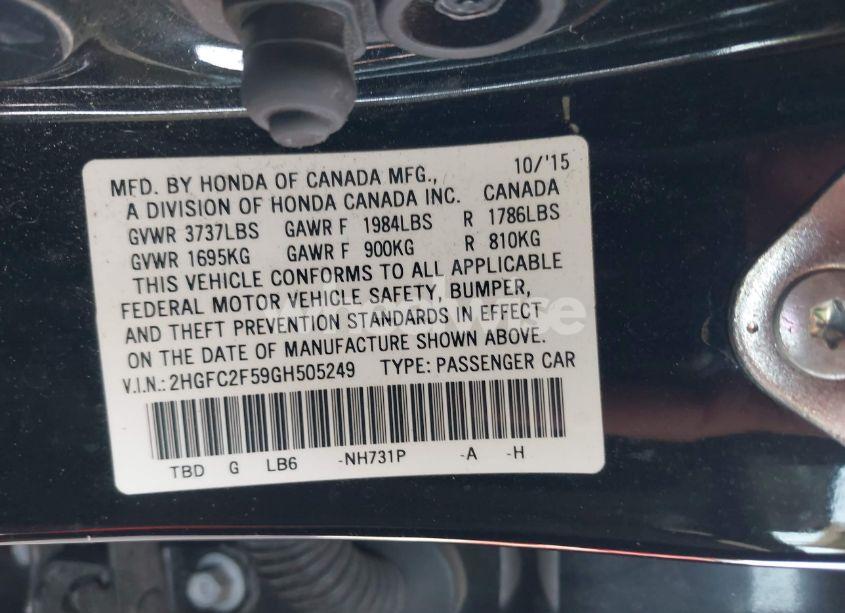 MFD. BY HONDA OF CANADA MFG., 10/'15
A DIVISION OF HONDA CANADA INC. CANADA
GVWR 3737LBS GAWR F 1984LBS R 1786LBS
GVWR 1695KG GAWR F 900KG R 810KG
THIS VEHICLE CONFORMS TO ALL APPLICABLE
FEDERAL MOTOR VEHICLE SAFETY, BUMPER,
AND THEFT PREVENTION STANDARDS IN EFFECT
ON THE DATE OF MANUFACTURE SHOWN ABOVE.
V.I.N.: 2HGFC2F59GH505249 TYPE: PASSENGER CAR
TBD G LB6 -NH731P -A -H